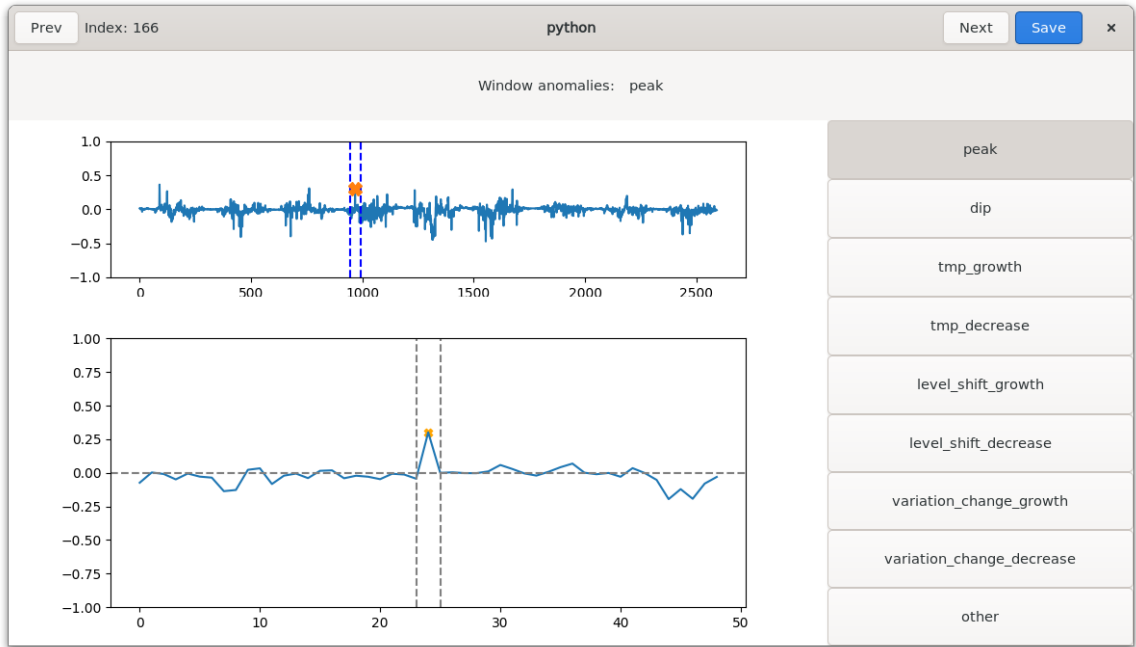 Prev Index: 166 python Next Save ×
Window anomalies: peak
1.0
0.5
0.0
−0.5
−1.0
0 500 1000 1500 2000 2500
1.00
0.75
0.50
0.25
0.00
−0.25
−0.50
−0.75
−1.00
0 10 20 30 40 50
peak
dip
tmp_growth
tmp_decrease
level_shift_growth
level_shift_decrease
variation_change_growth
variation_change_decrease
other